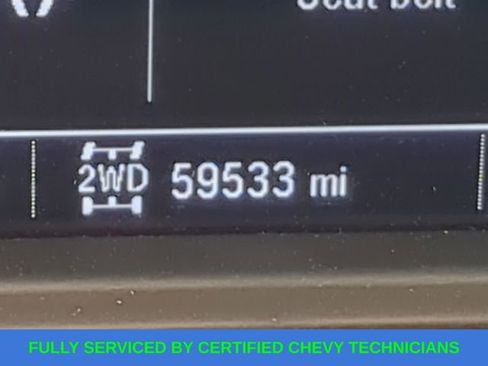 Seat belt
2WD 59533 mi
FULLY SERVICED BY CERTIFIED CHEVY TECHNICIANS